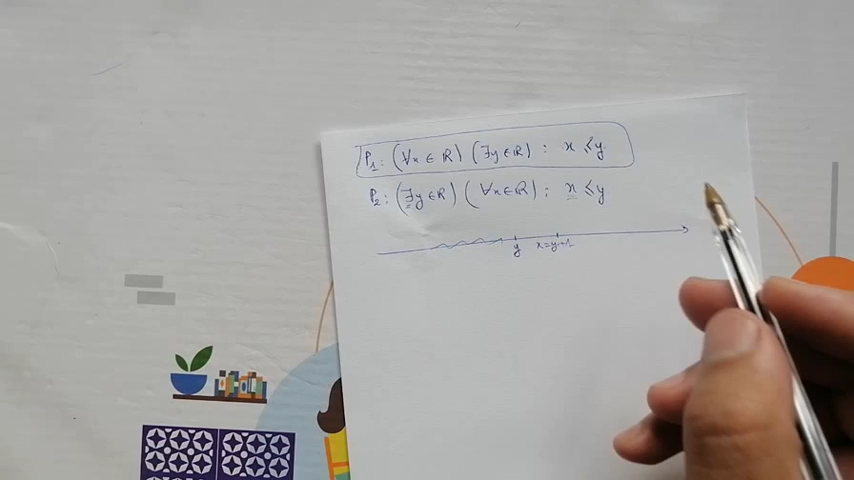 P1: (∀x ∈ ℝ) (∃y ∈ ℝ) : x ≤ y
P2: (∃y ∈ ℝ) (∀x ∈ ℝ) : x ≤ y
y x=y+1